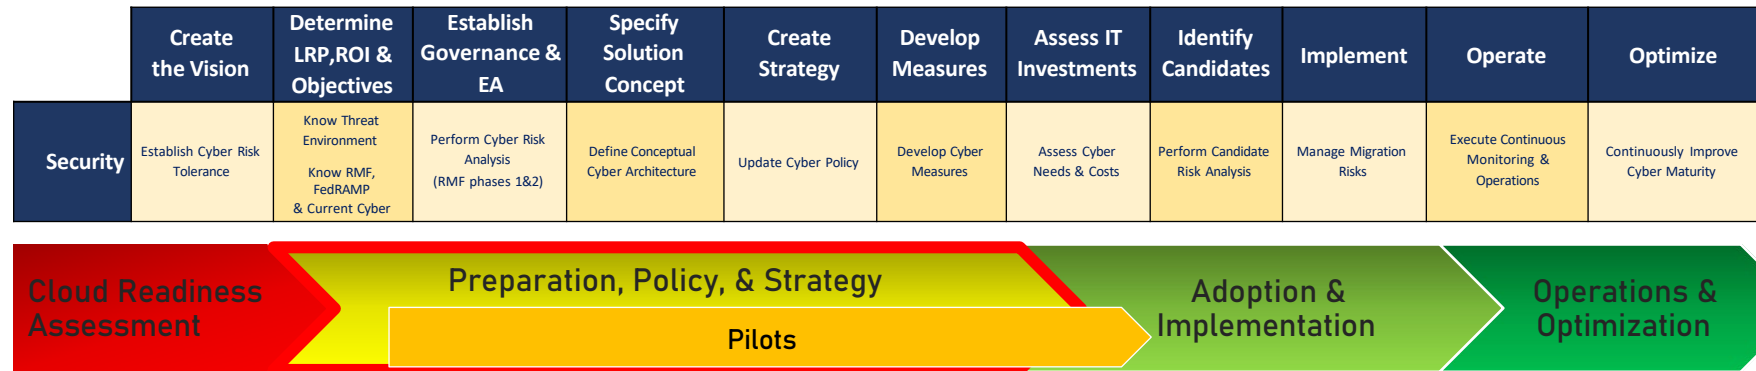 Create
the Vision
Determine
LRP,ROI &
Objectives
Establish
Governance &
EA
Specify
Solution
Concept
Create
Strategy
Develop
Measures
Assess IT
Investments
Identify
Candidates
Implement
Operate
Optimize
Security
Establish Cyber Risk
Tolerance
Know Threat
Environment
Know RMF,
FedRAMP
& Current Cyber
Perform Cyber Risk
Analysis
(RMF phases 1&2)
Define Conceptual
Cyber Architecture
Update Cyber Policy
Develop Cyber
Measures
Assess Cyber
Needs & Costs
Perform Candidate
Risk Analysis
Manage Migration
Risks
Execute Continuous
Monitoring &
Operations
Continuously Improve
Cyber Maturity
Cloud Readiness
Assessment
Preparation, Policy, & Strategy
Pilots
Adoption &
Implementation
Operations &
Optimization